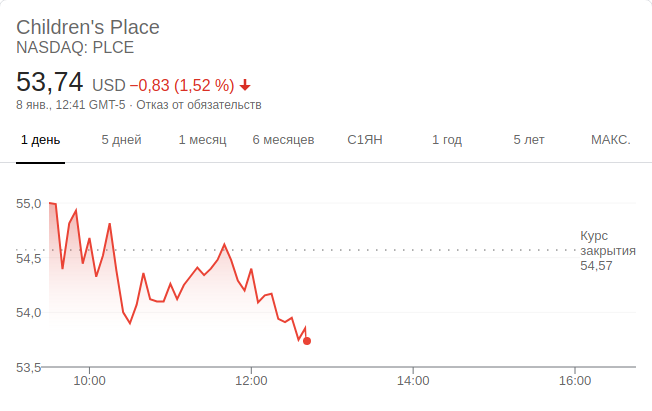 Children's Place
NASDAQ: PLCE
53,74 USD −0,83 (1,52 %)
8 янв., 12:41 GMT-5 · Отказ от обязательств
1 день 5 дней 1 месяц 6 месяцев С1ЯН 1 год 5 лет МАКС.
55,0
Курс
закрытия
54,57
54,5
54,0
53,5
10:00 12:00 14:00 16:00